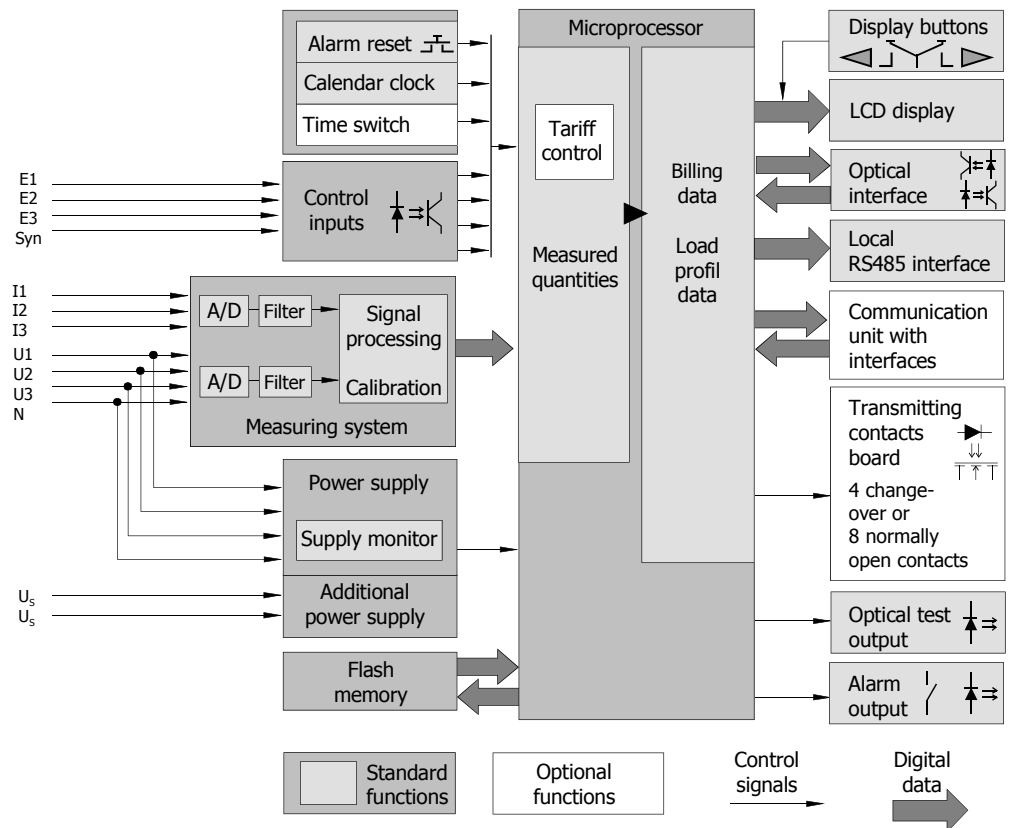 Alarm reset
Calendar clock
Time switch
E1
E2
E3
Syn
Control
inputs
I1
I2
I3
U1
U2
U3
N
A/D
Filter
A/D
Filter
Signal
processing
Calibration
Measuring system
Power supply
Supply monitor
Us
Us
Additional
power supply
Flash
memory
Microprocessor
Tariff
control
Measured
quantities
Billing
data
Load
profil
data
Display buttons
LCD display
Optical
interface
Local
RS485 interface
Communication
unit with
interfaces
Transmitting
contacts
board
4 change-
over or
8 normally
open contacts
Optical test
output
Alarm
output
Standard
functions
Optional
functions
Control
signals
Digital
data